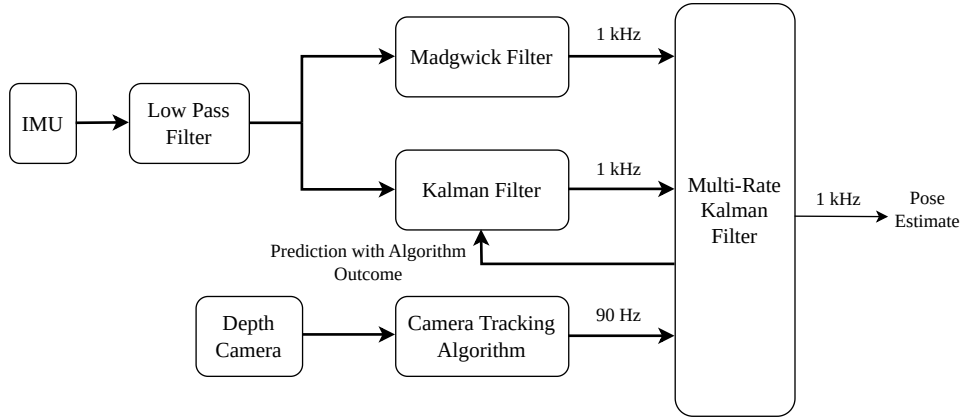 Madgwick Filter
1 kHz
IMU
Low Pass
Filter
Kalman Filter
1 kHz
Multi-Rate
Kalman
Filter
1 kHz
Pose
Estimate
Prediction with Algorithm
Outcome
Depth
Camera
Camera Tracking
Algorithm
90 Hz